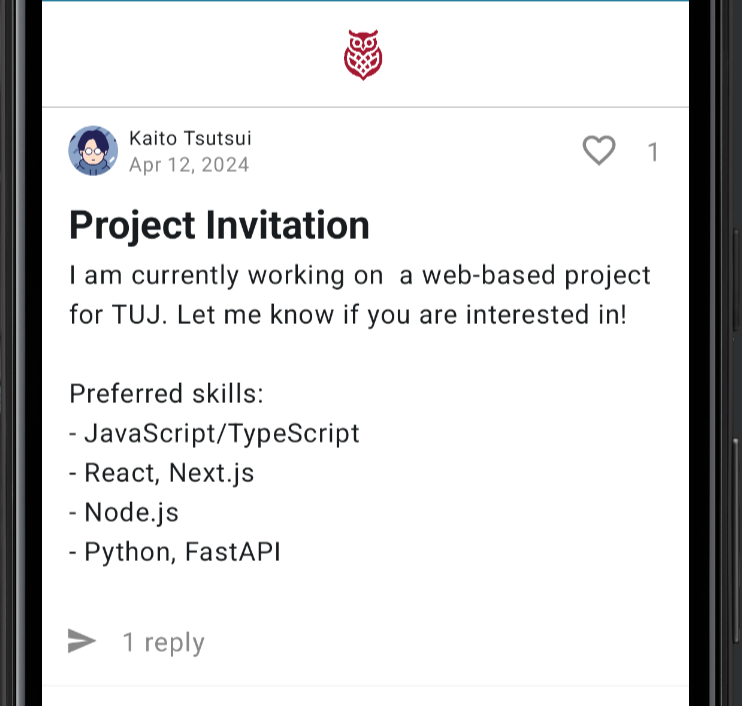 Kaito Tsutsui
Apr 12, 2024
1
Project Invitation
I am currently working on  a web-based project
for TUJ. Let me know if you are interested in!
Preferred skills:
- JavaScript/TypeScript
- React, Next.js
- Node.js
- Python, FastAPI
1 reply